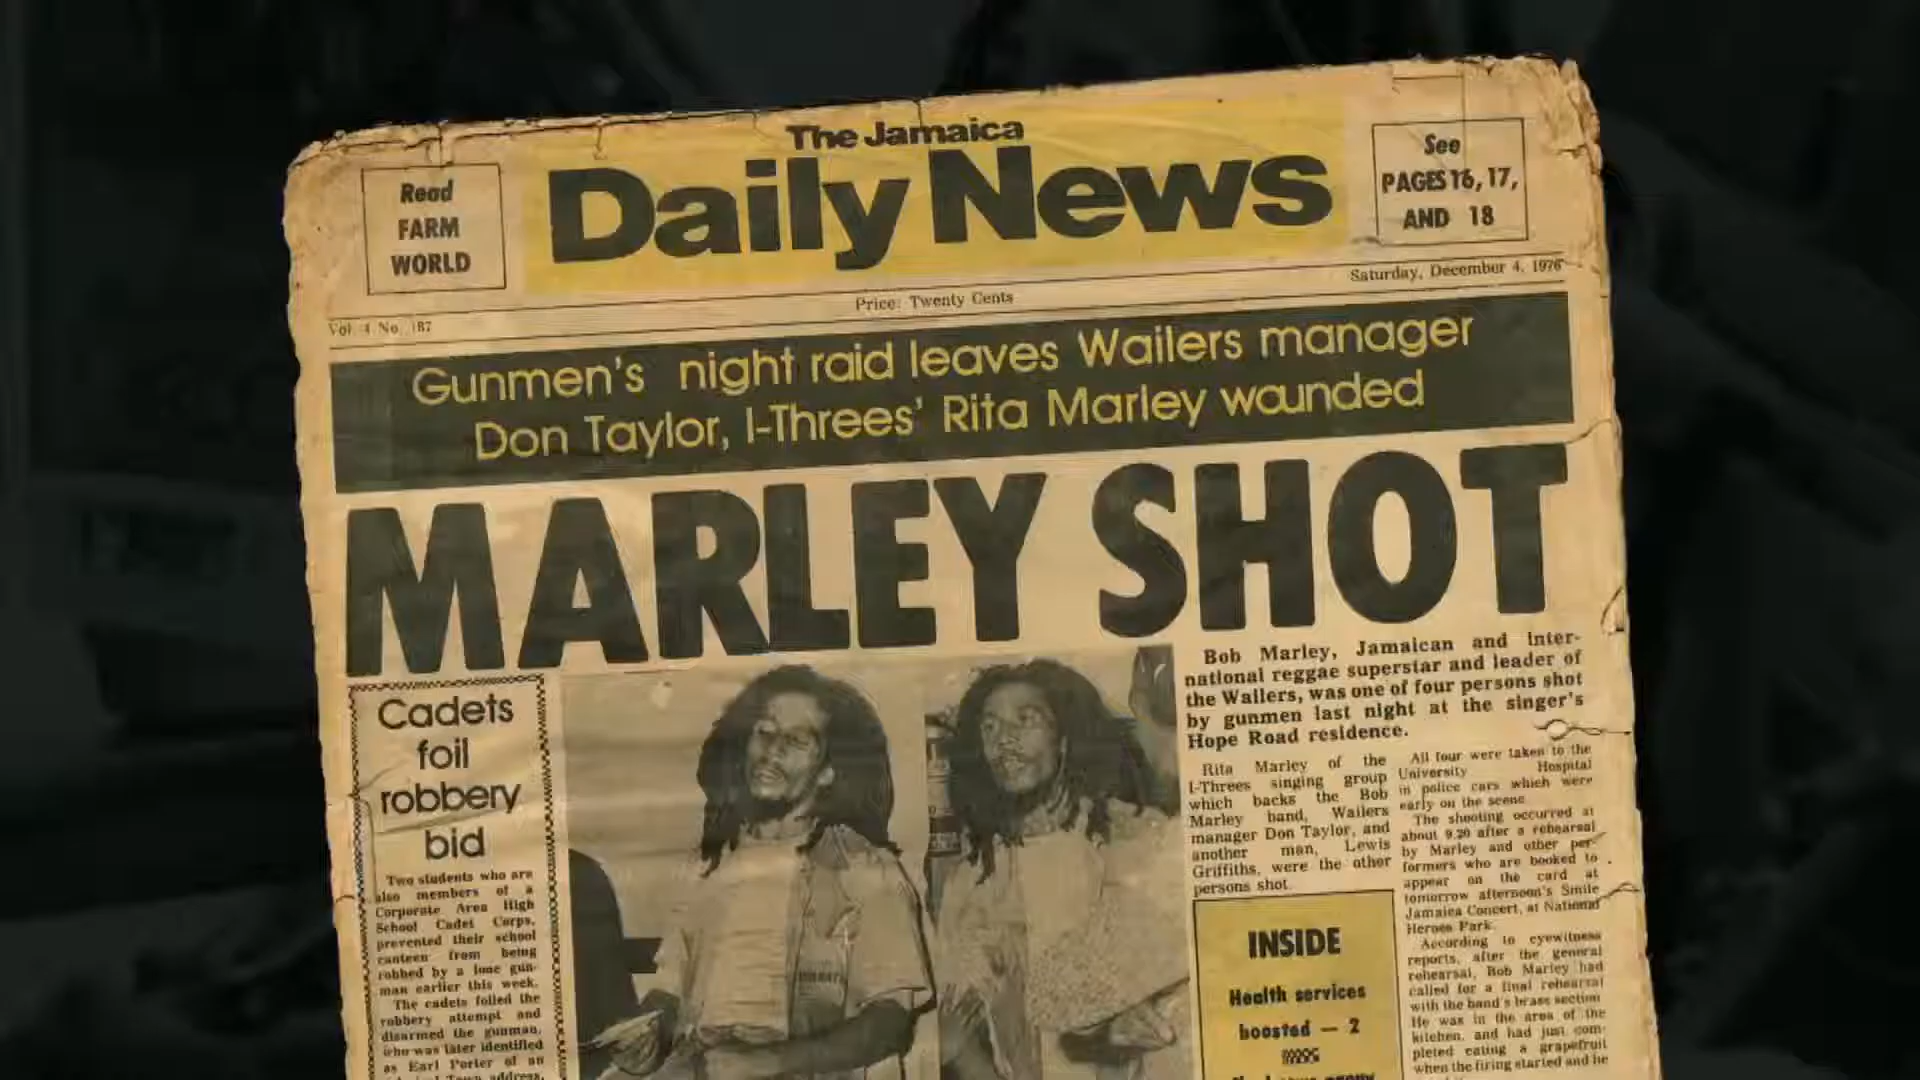 The Jamaica
Daily News
Read
FARM
WORLD
See
PAGES 16, 17,
AND 18
Saturday, December 4, 1976
Price: Twenty Cents
Vol. 4 No. 187
Gunmen's night raid leaves Wailers manager
Don Taylor, I-Threes' Rita Marley wounded
MARLEY SHOT
Cadets
foil
robbery
bid
Two students who are
also members of a
Corporate Area High
School Cadet Corps,
prevented their school
canteen from being
robbed by a lone gun-
man earlier this week.
The cadets foiled the
robbery attempt and
disarmed the gunman,
who was later identified
as Earl Porter of an
Town address,
Bob Marley, Jamaican and inter-
national reggae superstar and leader of
the Wailers, was one of four persons shot
by gunmen last night at the singer's
Hope Road residence.
Rita Marley of the
I-Threes singing group
which backs the Bob
Marley band, Wailers
manager Don Taylor, and
another man, Lewis
Griffiths, were the other
persons shot.
INSIDE
Health services
boosted — 2
All four were taken to the
University Hospital
in police cars which were
early on the scene.
The shooting occurred at
about 9.20 after a rehearsal
by Marley and other per-
formers who are booked to
appear on the card at
tomorrow afternoon's Smile
Jamaica Concert, at National
Heroes Park.
According to eyewitness
reports, after the general
rehearsal, Bob Marley had
called for a final rehearsal
with the band's brass section.
He was in the area of the
kitchen, and had just com-
pleted eating a grapefruit
when the firing started and he